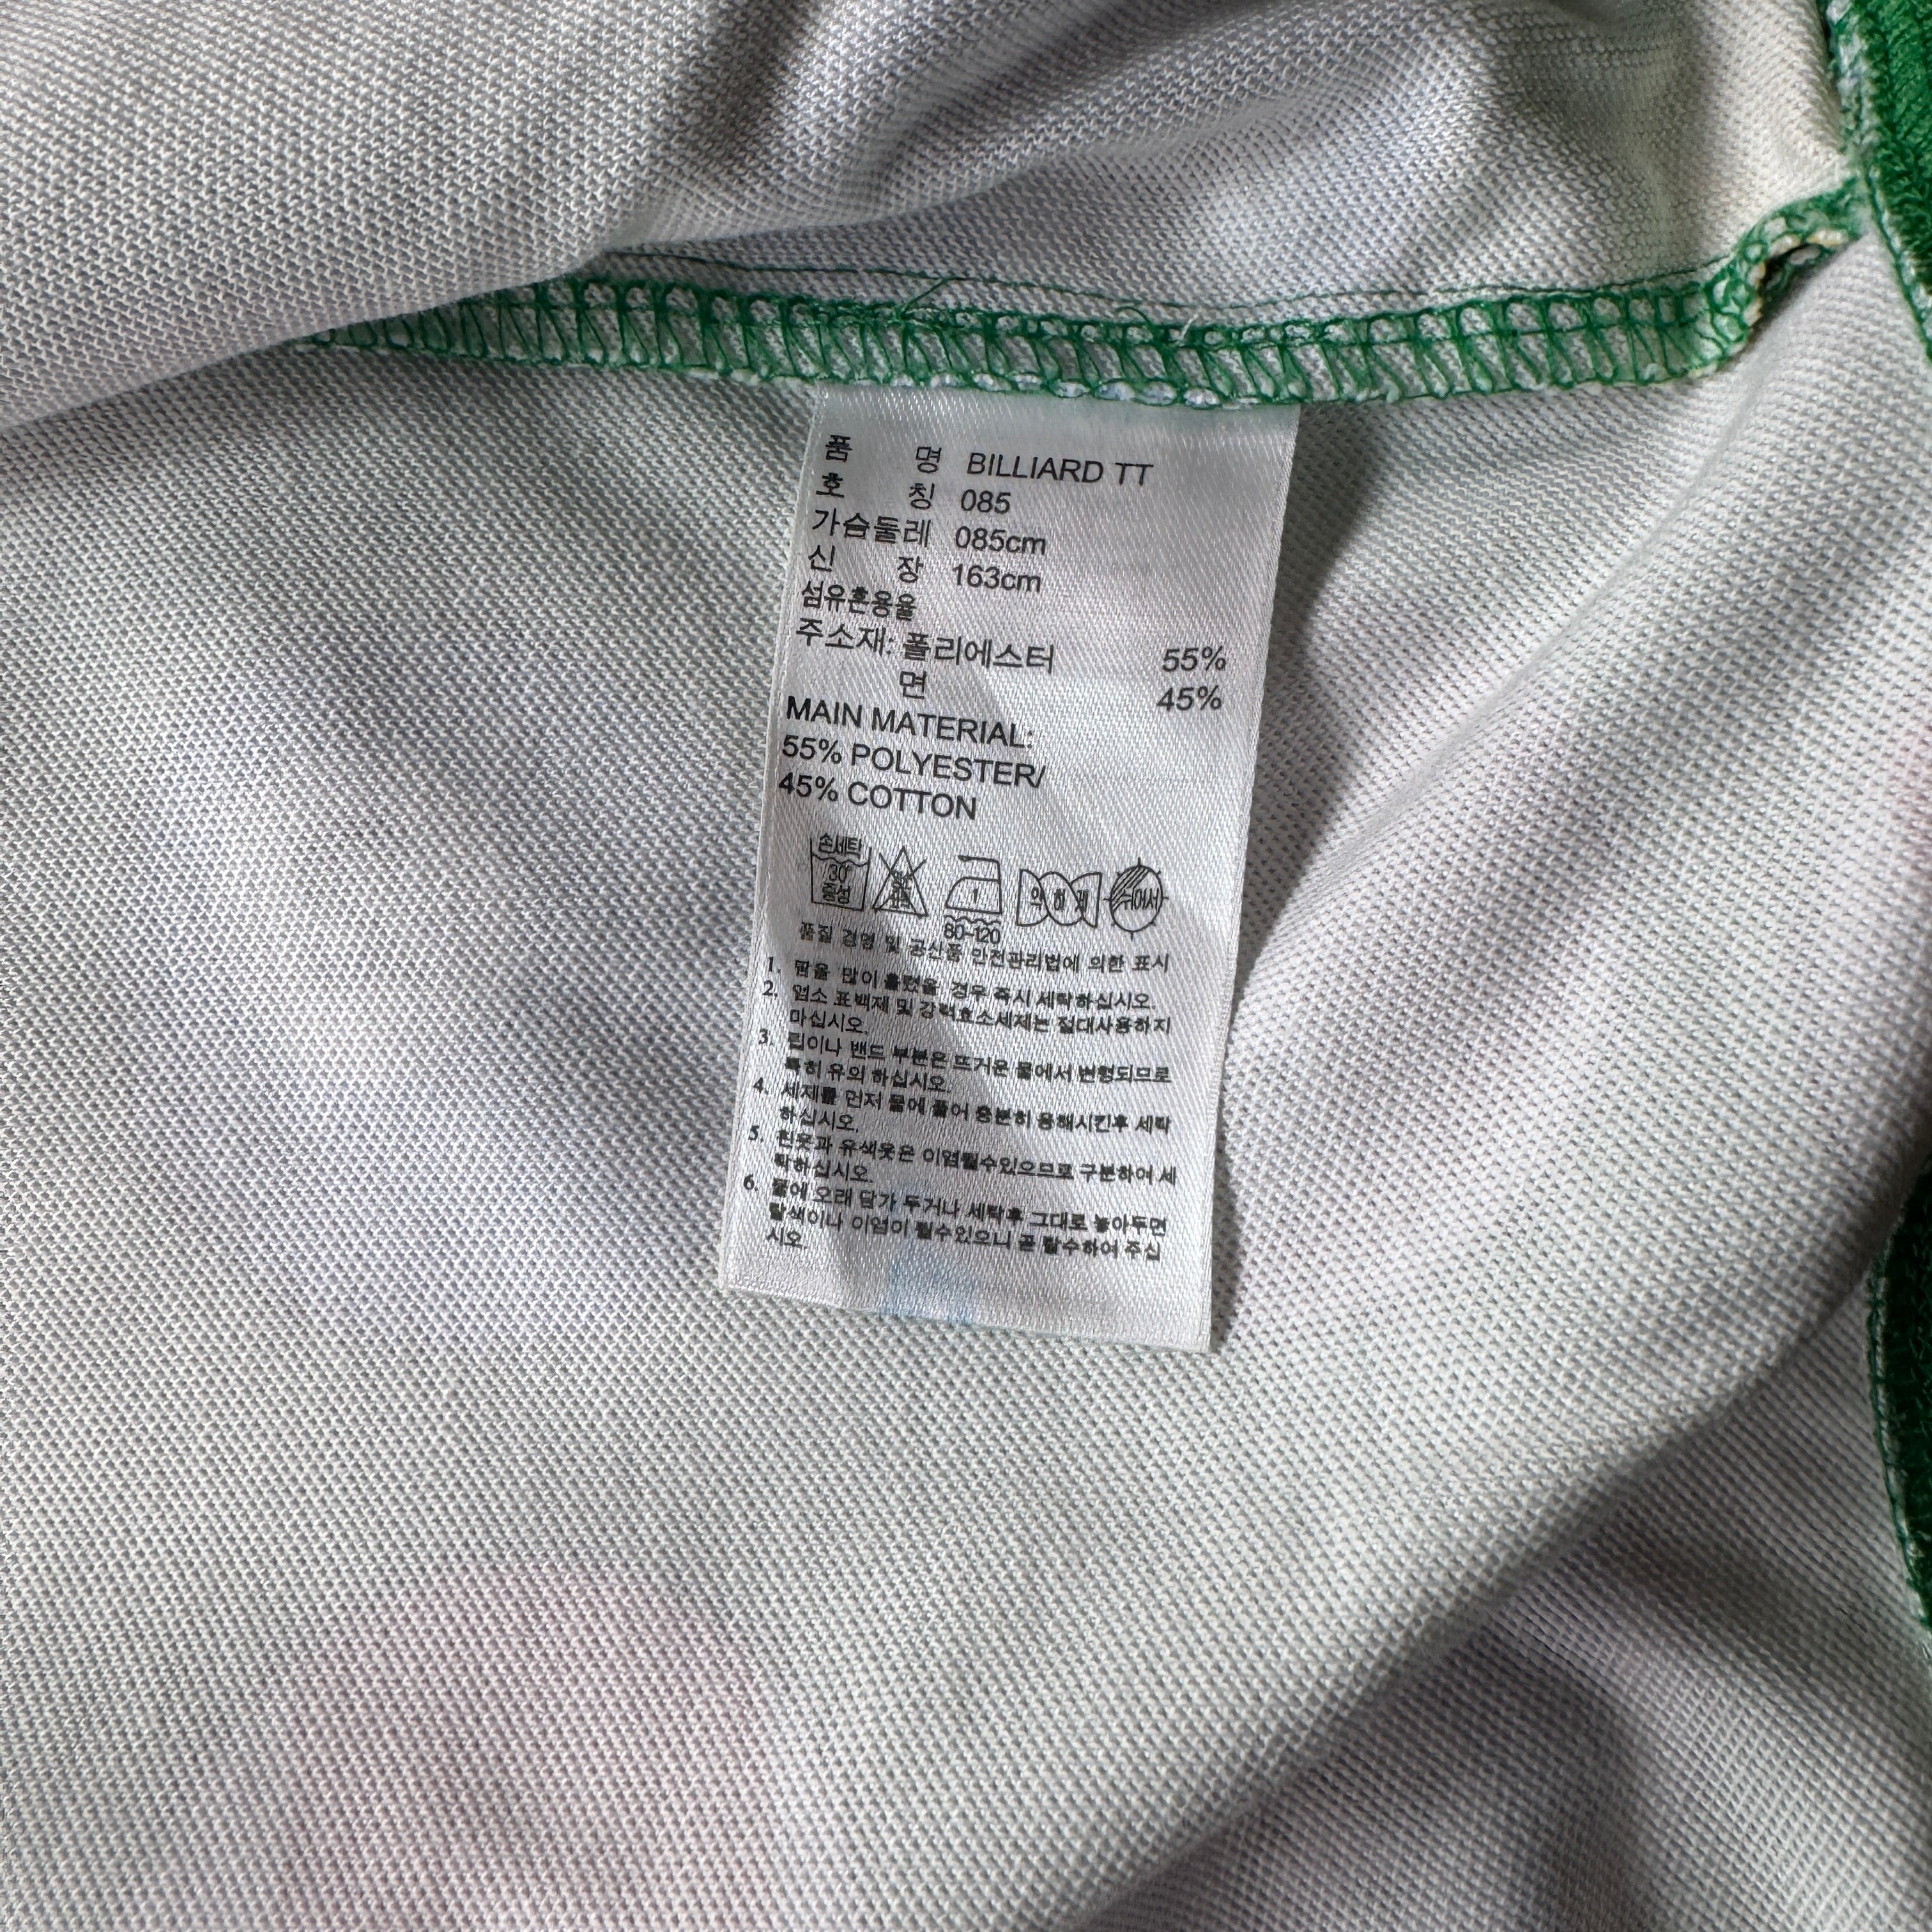 품 명 BILLIARD TT
호 칭 085
가슴둘레 085cm
신 장 163cm
섬유혼용율
주소재: 폴리에스터 55%
면 45%
MAIN MATERIAL:
55% POLYESTER/
45% COTTON
손세탁
30
중성
1
80-120
약하게
뉘어서
품질 경영 및 공산품 안전관리법에 의한 표시
1. 땀을 많이 흘렸을 경우 즉시 세탁하십시오.
2. 염소 표백제 및 강력효소세제는 절대사용하지
마십시오.
3. 립이나 밴드 부분은 뜨거운 물에서 변형되므로
특히 유의 하십시오.
4. 세제를 먼저 물에 풀어 충분히 용해시킨후 세탁
하십시오.
5. 흰옷과 유색옷은 이염될수있으므로 구분하여 세
탁하십시오.
6. 물에 오래 담가 두거나 세탁후 그대로 놓아두면
탈색이나 이염이 될수있으니 곧 탈수하여 주십
시오.